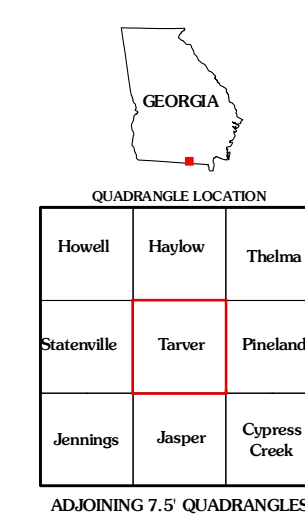 GEORGIA
QUADRANGLE LOCATION
Howell Haylow Thelma
Statenville Tarver Pineland
Jennings Jasper Cypress
Creek
ADJOINING 7.5' QUADRANGLES